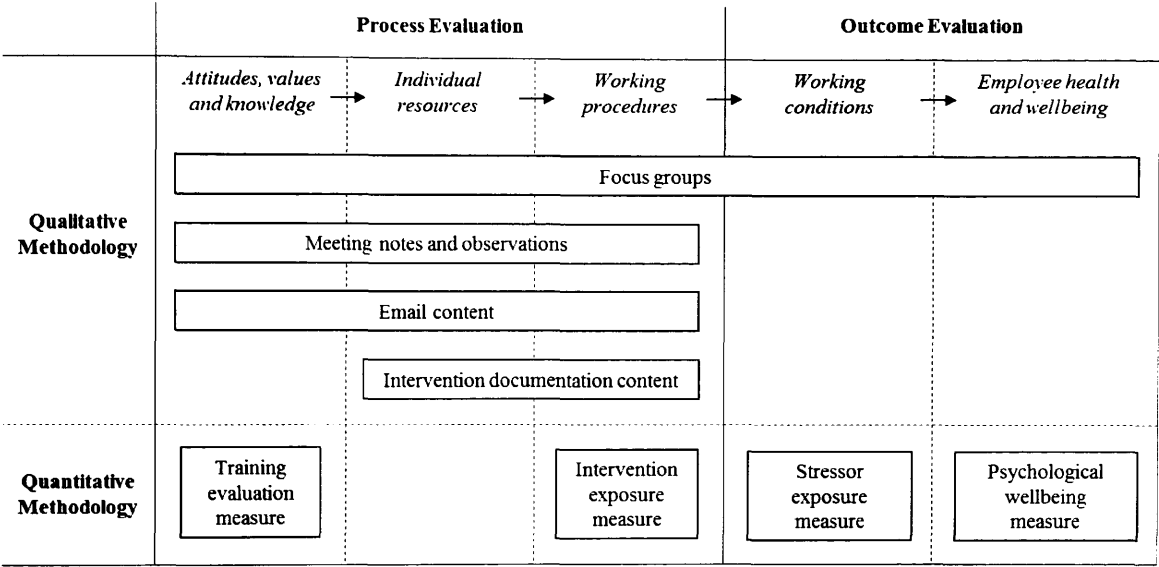 Process Evaluation
Outcome Evaluation
Attitudes, values
and knowledge
Individual
resources
Working
procedures
Working
conditions
Employee health
and wellbeing
Qualitative
Methodology
Focus groups
Meeting notes and observations
Email content
Intervention documentation content
Quantitative
Methodology
Training
evaluation
measure
Intervention
exposure
measure
Stressor
exposure
measure
Psychological
wellbeing
measure